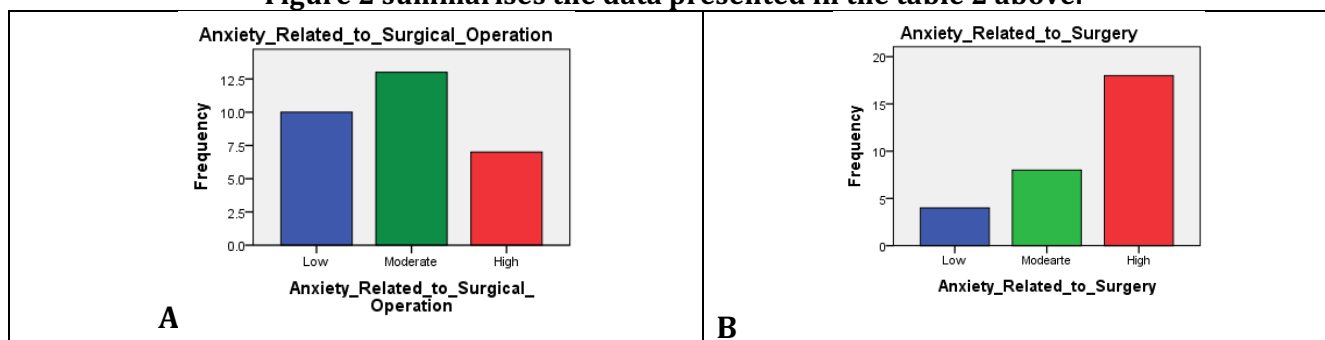 Figure 2 summarises the data presented in the table 2 above.
Anxiety_Related_to_Surgical_Operation
12.5
10.0
7.5
5.0
2.5
0.0
Frequency
Low Moderate High
Anxiety_Related_to_Surgical_
Operation
A
Anxiety_Related_to_Surgery
20
15
10
5
0
Frequency
Low Modearte High
Anxiety_Related_to_Surgery
B